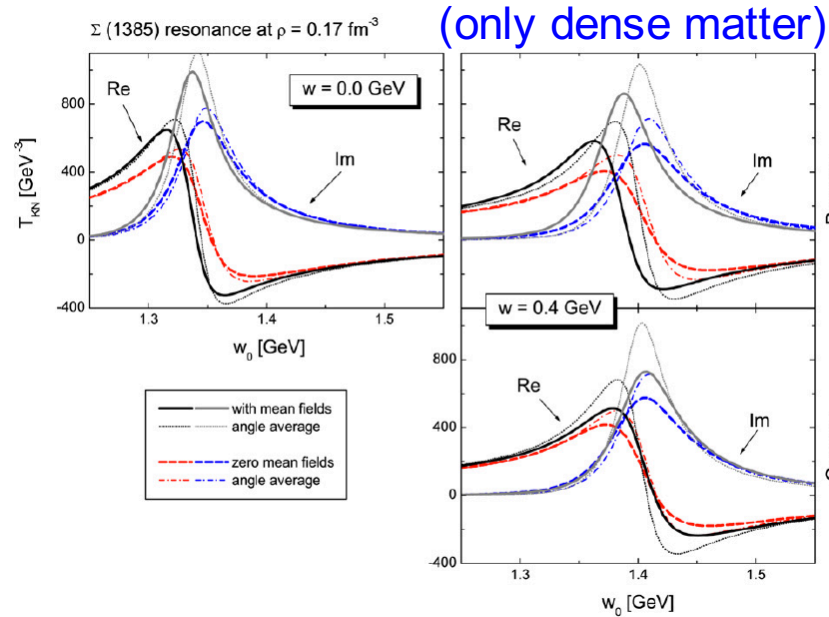 (only dense matter)
Σ (1385) resonance at ρ = 0.17 fm⁻³
w = 0.0 GeV
Re
Im
T_KN [GeV⁻³]
800
400
0
-400
1.3
1.4
1.5
w₀ [GeV]
Re
Im
w = 0.4 GeV
Re
Im
800
400
0
-400
1.3
1.4
1.5
w₀ [GeV]
with mean fields
angle average
zero mean fields
angle average